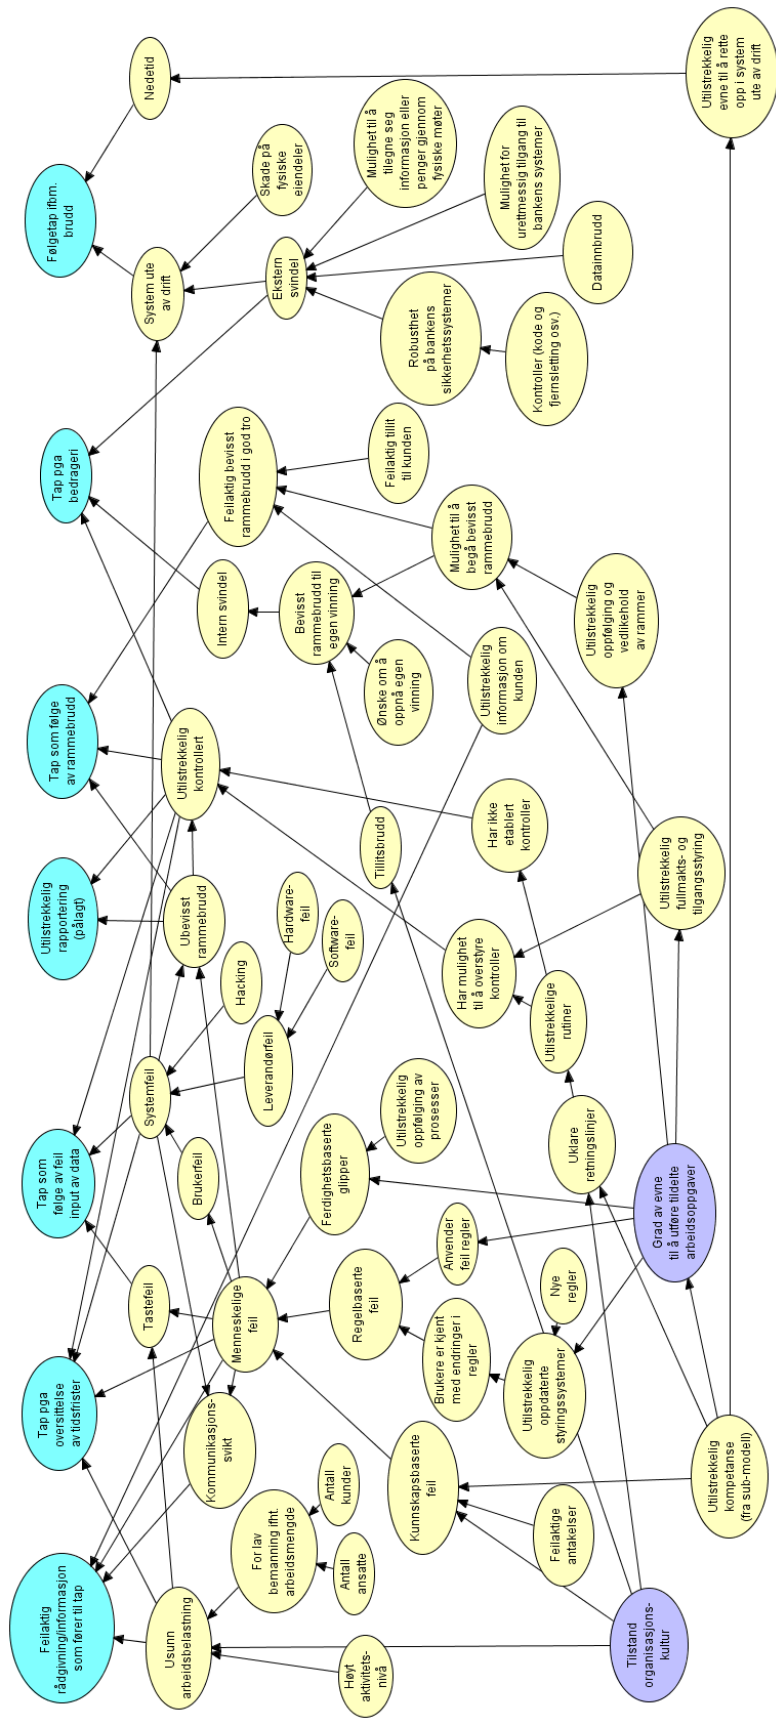 Feilaktig
rådgivning/informasjon
som fører til tap
Tap pga
oversittelse
av tidsfrister
Tap som
følge av feil
input av data
Utilstrekkelig
rapportering
(pålagt)
Tap som følge
av rammebrudd
Tap pga
bedrageri
Følgetap ifbm.
brudd
Nedetid
Usunn
arbeidsbelastning
Tastefeil
Systemfeil
System ute
av drift
Kommunikasjons-
svikt
Menneskelige
feil
Brukerfeil
Ubevisst
rammebrudd
Utilstrekkelig
kontrollert
Intern svindel
Feilaktig bevisst
rammebrudd i god tro
Ekstern
svindel
Skade på
fysiske
eiendeler
For lav
bemanning ifht.
arbeidsmengde
Hacking
Leverandørfeil
Hardware-
feil
Software-
feil
Bevisst
rammebrudd til
egen vinning
Antall
kunder
Antall
ansatte
Høyt
aktivitets-
nivå
Regelbaserte
feil
Ferdighetsbaserte
glipper
Utilstrekkelig
oppfølging av
prosesser
Tillitsbrudd
Ønske om å
oppnå egen
vinning
Feilaktig tillit
til kunden
Robusthet
på bankens
sikkerhetssystemer
Mulighet til å
tilegne seg
informasjon eller
penger gjennom
fysiske møter
Kunnskapsbaserte
feil
Brukere er kjent
med endringer i
regler
Anvender
feil regler
Har mulighet
til å overstyre
kontroller
Har ikke
etablert
kontroller
Utilstrekkelig
informasjon om
kunden
Mulighet til å
begå bevisst
rammebrudd
Kontroller (kode og
fjernsletting osv.)
Mulighet for
urettmessig tilgang til
bankens systemer
Datainnbrudd
Feilaktige
antakelser
Utilstrekkelig
oppdaterte
styringssystemer
Nye
regler
Uklare
retningslinjer
Utilstrekkelige
rutiner
Utilstrekkelig
oppfølging og
vedlikehold
av rammer
Tilstand
organisasjons-
kultur
Utilstrekkelig
kompetanse
(fra sub-modell)
Grad av evne
til å utføre tildelte
arbeidsoppgaver
Utilstrekkelig
fullmakts- og
tilgangsstyring
Utilstrekkelig
evne til å rette
opp i system
ute av drift